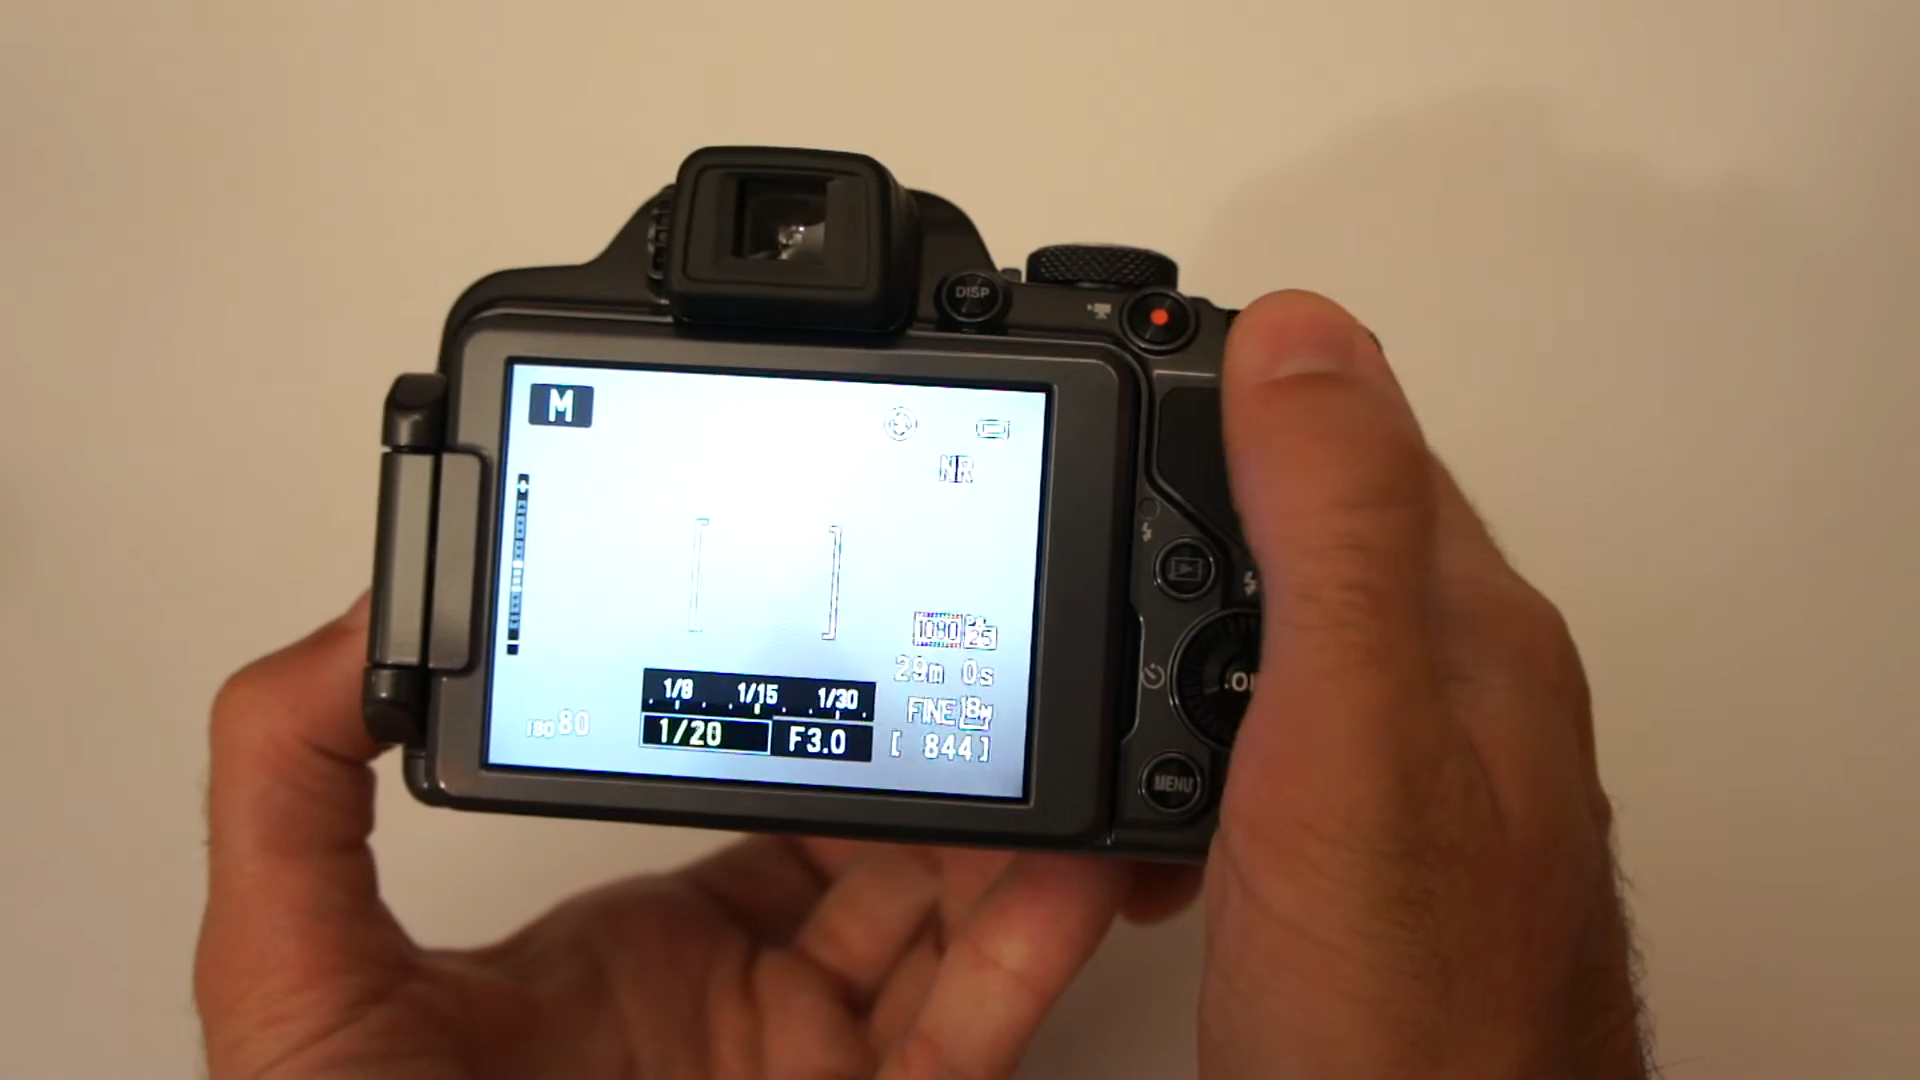 DISP
M
NR
1080 25
29m 0s
1/8 1/15 1/30
FINE 18M
ISO 80
1/20 F3.0
[ 844]
MENU